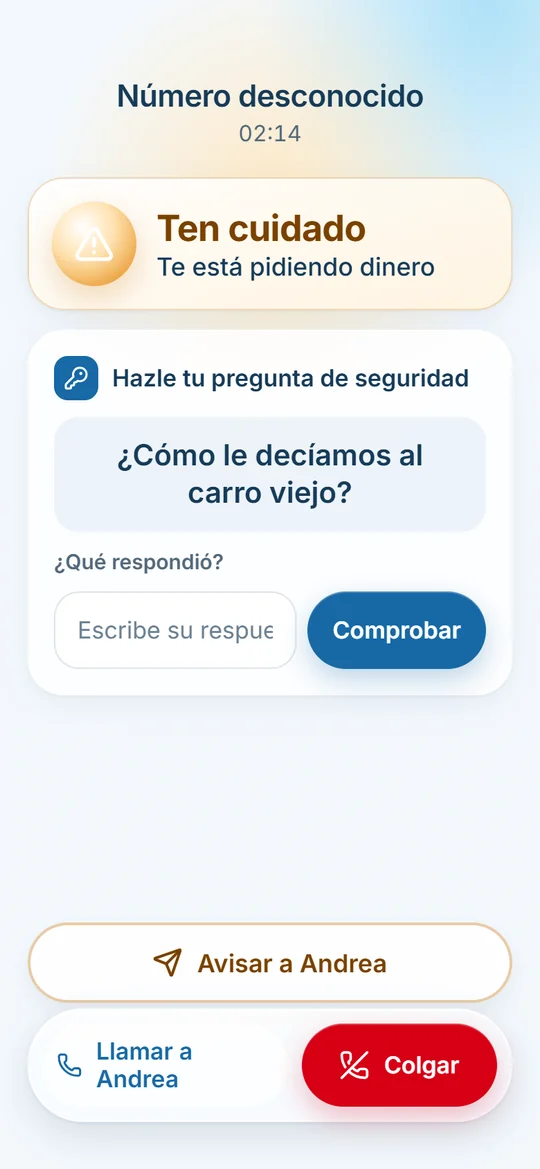 Número desconocido
02:14
Ten cuidado
Te está pidiendo dinero
Hazle tu pregunta de seguridad
¿Cómo le decíamos al
carro viejo?
¿Qué respondió?
Escribe su respue
Comprobar
Avisar a Andrea
Llamar a
Andrea
Colgar